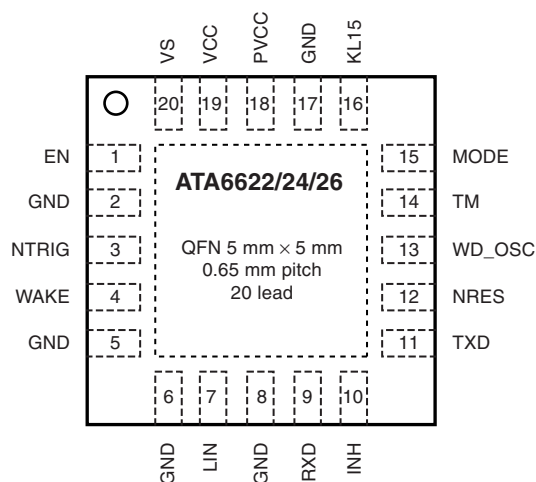 VS
VCC
PVCC
GND
KL15
20
19
18
17
16
EN
1
GND
2
NTRIG
3
WAKE
4
GND
5
ATA6622/24/26
QFN 5 mm × 5 mm
0.65 mm pitch
20 lead
15
MODE
14
TM
13
WD_OSC
12
NRES
11
TXD
6
7
8
9
10
GND
LIN
GND
RXD
INH